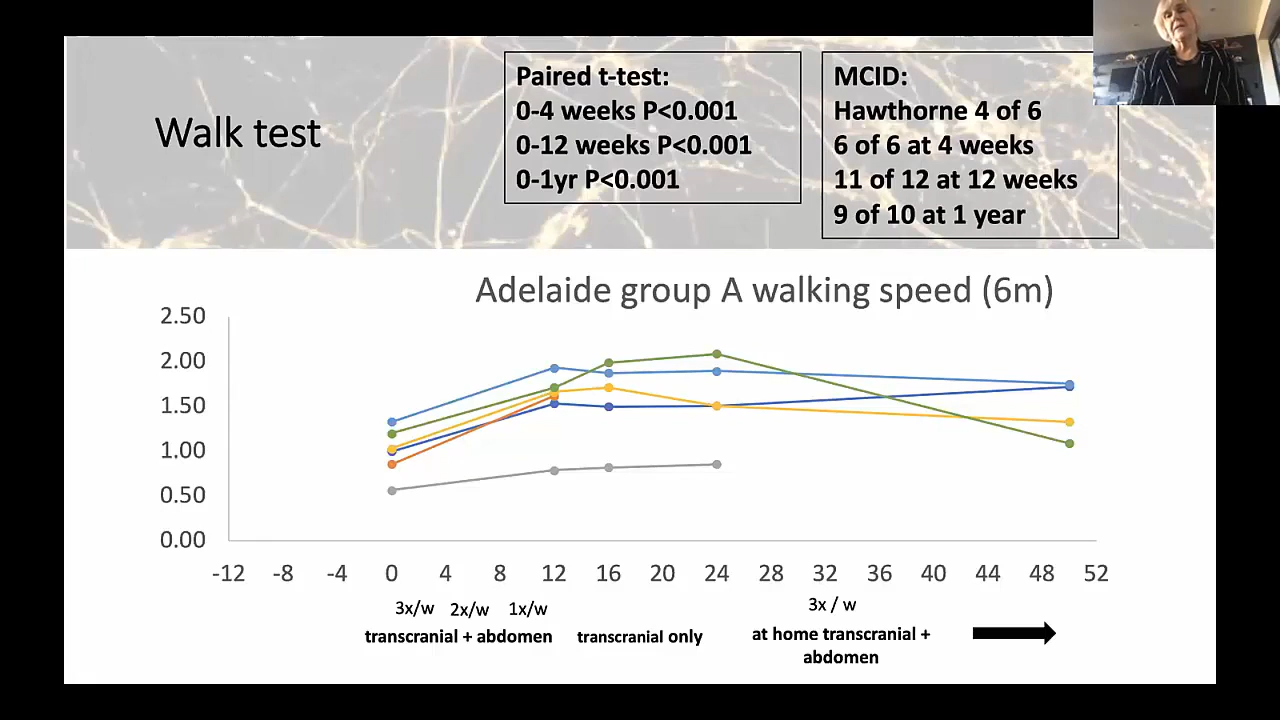 Walk test
Paired t-test:
0-4 weeks P<0.001
0-12 weeks P<0.001
0-1yr P<0.001
MCID:
Hawthorne 4 of 6
6 of 6 at 4 weeks
11 of 12 at 12 weeks
9 of 10 at 1 year
Adelaide group A walking speed (6m)
2.50
2.00
1.50
1.00
0.50
0.00
-12 -8 -4 0 4 8 12 16 20 24 28 32 36 40 44 48 52
3x/w 2x/w 1x/w
3x / w
transcranial + abdomen
transcranial only
at home transcranial +
abdomen